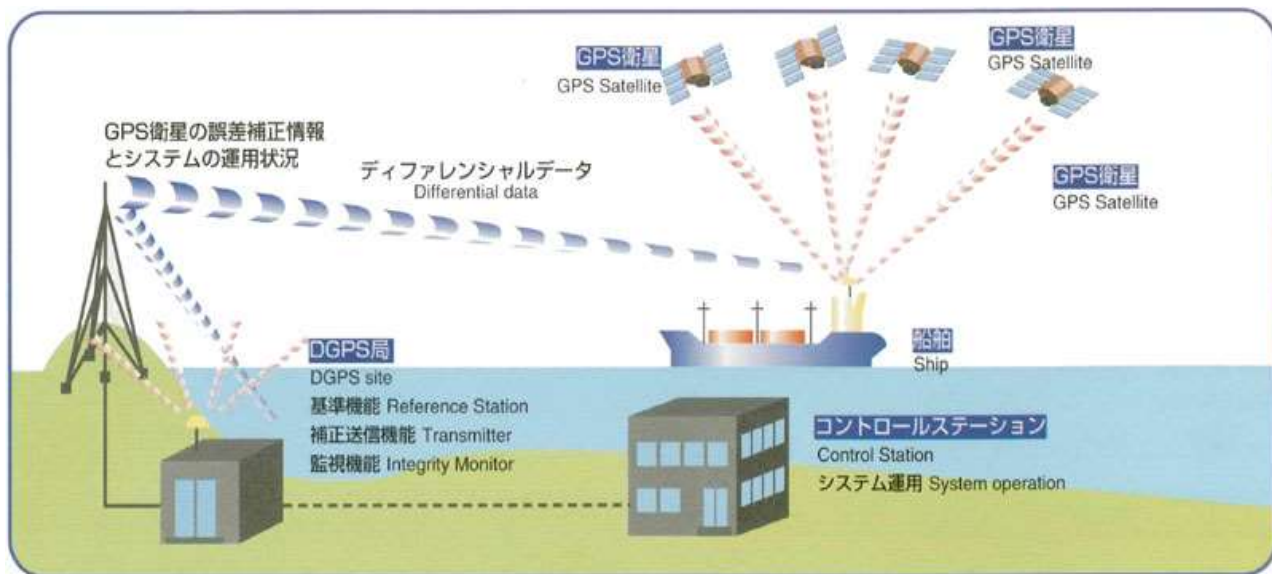 GPS衛星
GPS Satellite
GPS衛星
GPS Satellite
GPS衛星の誤差補正情報
とシステムの運用状況
ディファレンシャルデータ
Differential data
GPS衛星
GPS Satellite
船舶
Ship
DGPS局
DGPS site
基準機能 Reference Station
補正送信機能 Transmitter
監視機能 Integrity Monitor
コントロールステーション
Control Station
システム運用 System operation